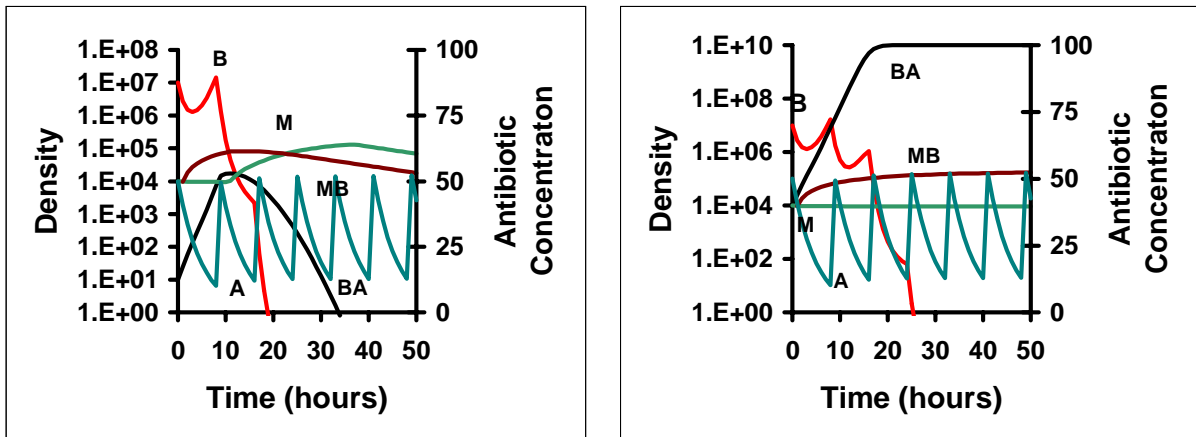 1.E+08
1.E+07
1.E+06
1.E+05
1.E+04
1.E+03
1.E+02
1.E+01
1.E+00
Density
B
M
MB
A
BA
100
75
50
25
0
Antibiotic
Concentraton
0 10 20 30 40 50
Time (hours)
1.E+10
1.E+08
1.E+06
1.E+04
1.E+02
1.E+00
Density
B
BA
MB
M
A
100
75
50
25
0
Antibiotic
Concentraton
0 10 20 30 40 50
Time (hours)